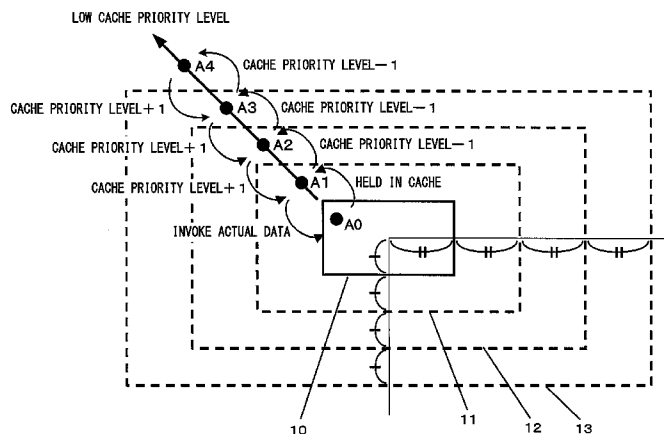 LOW CACHE PRIORITY LEVEL
A4
CACHE PRIORITY LEVEL－1
CACHE PRIORITY LEVEL＋1
A3
CACHE PRIORITY LEVEL－1
CACHE PRIORITY LEVEL＋1
A2
CACHE PRIORITY LEVEL－1
CACHE PRIORITY LEVEL＋1
A1
HELD IN CACHE
INVOKE ACTUAL DATA
A0
10
11
12
13